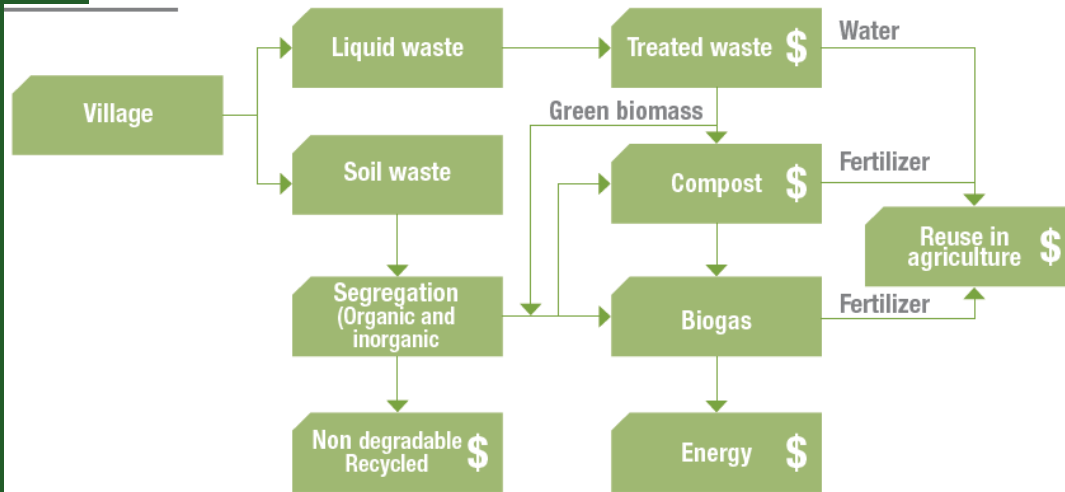 Liquid waste
Treated waste $
Water
Village
Green biomass
Soil waste
Compost $
Fertilizer
Reuse in
agriculture $
Segregation
(Organic and
inorganic
Biogas
Fertilizer
Non degradable
Recycled $
Energy $